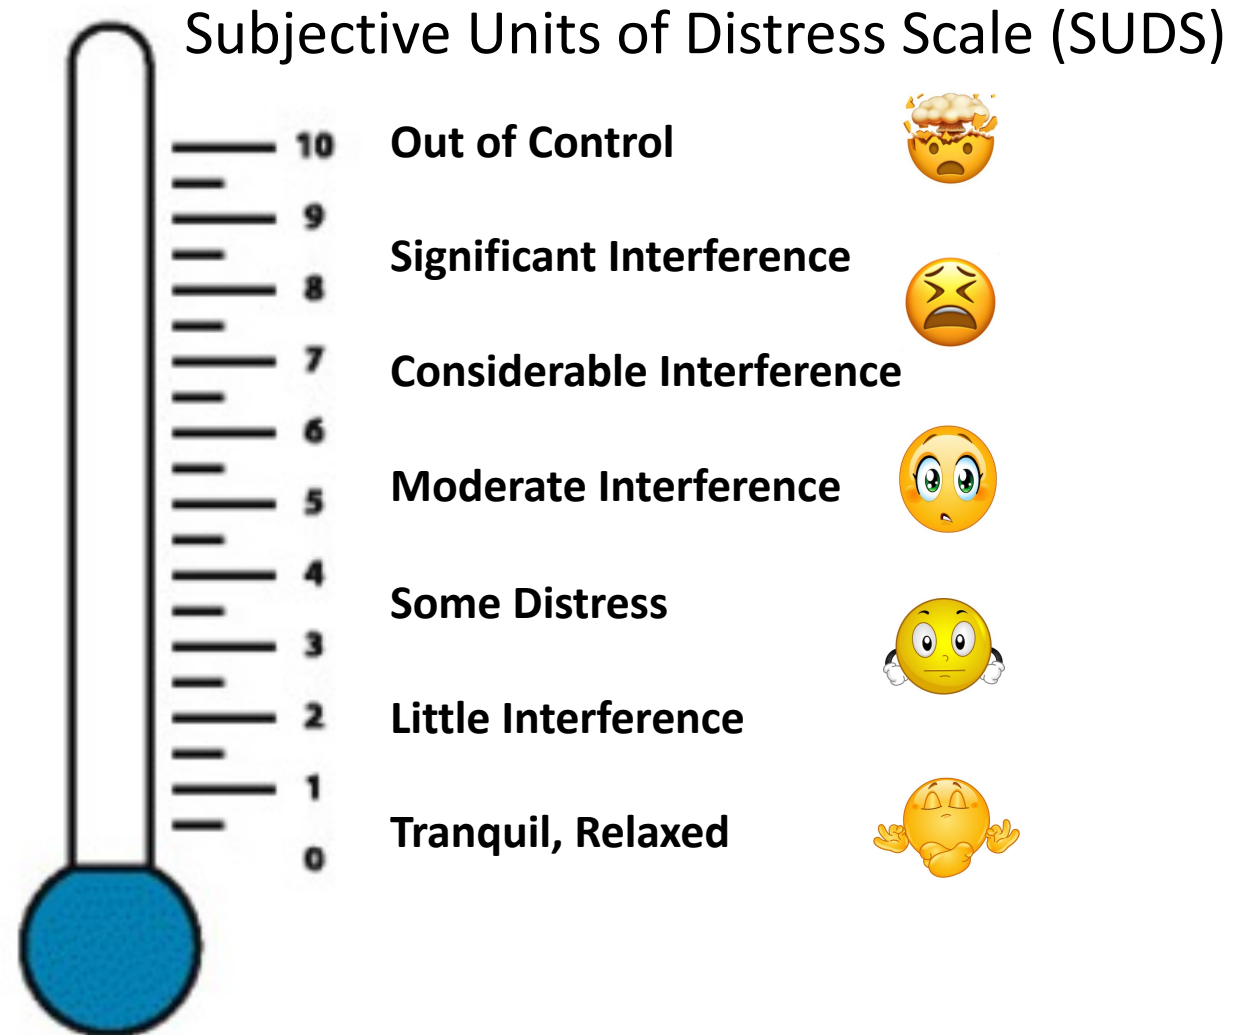 Subjective Units of Distress Scale (SUDS)
10 Out of Control
9
Significant Interference
8
7
Considerable Interference
6
5 Moderate Interference
4
Some Distress
3
2 Little Interference
1
Tranquil, Relaxed
0